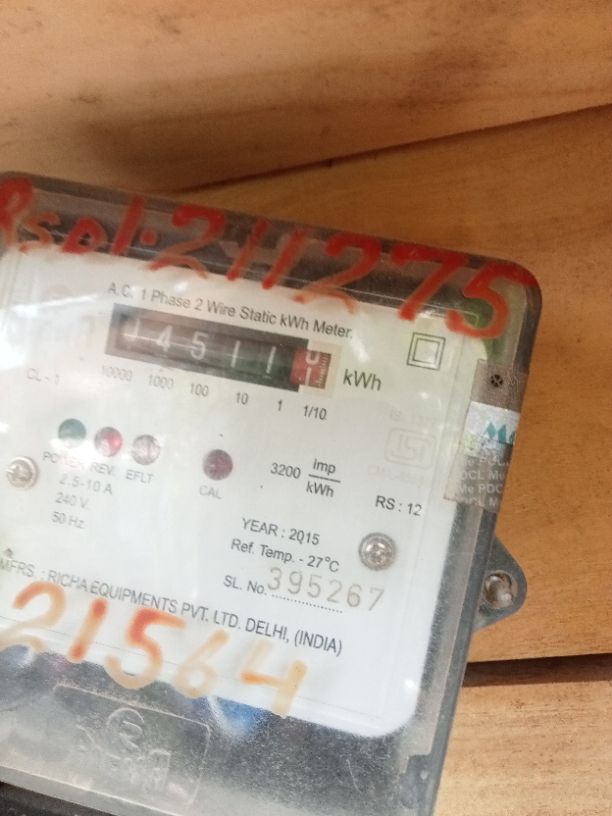 211275
A.C. 1 Phase 2 Wire Static kWh Meter.
14511
kWh
CL - 1 10000 1000 100 10 1 1/10
POWER REV. EFLT
CAL
3200 imp
kWh
2.5-10 A
240 V.
50 Hz.
RS : 12
YEAR : 2015
Ref. Temp. - 27°C
SL. No. 395267
MFRS. : RICHA EQUIPMENTS PVT. LTD. DELHI, (INDIA)
21564